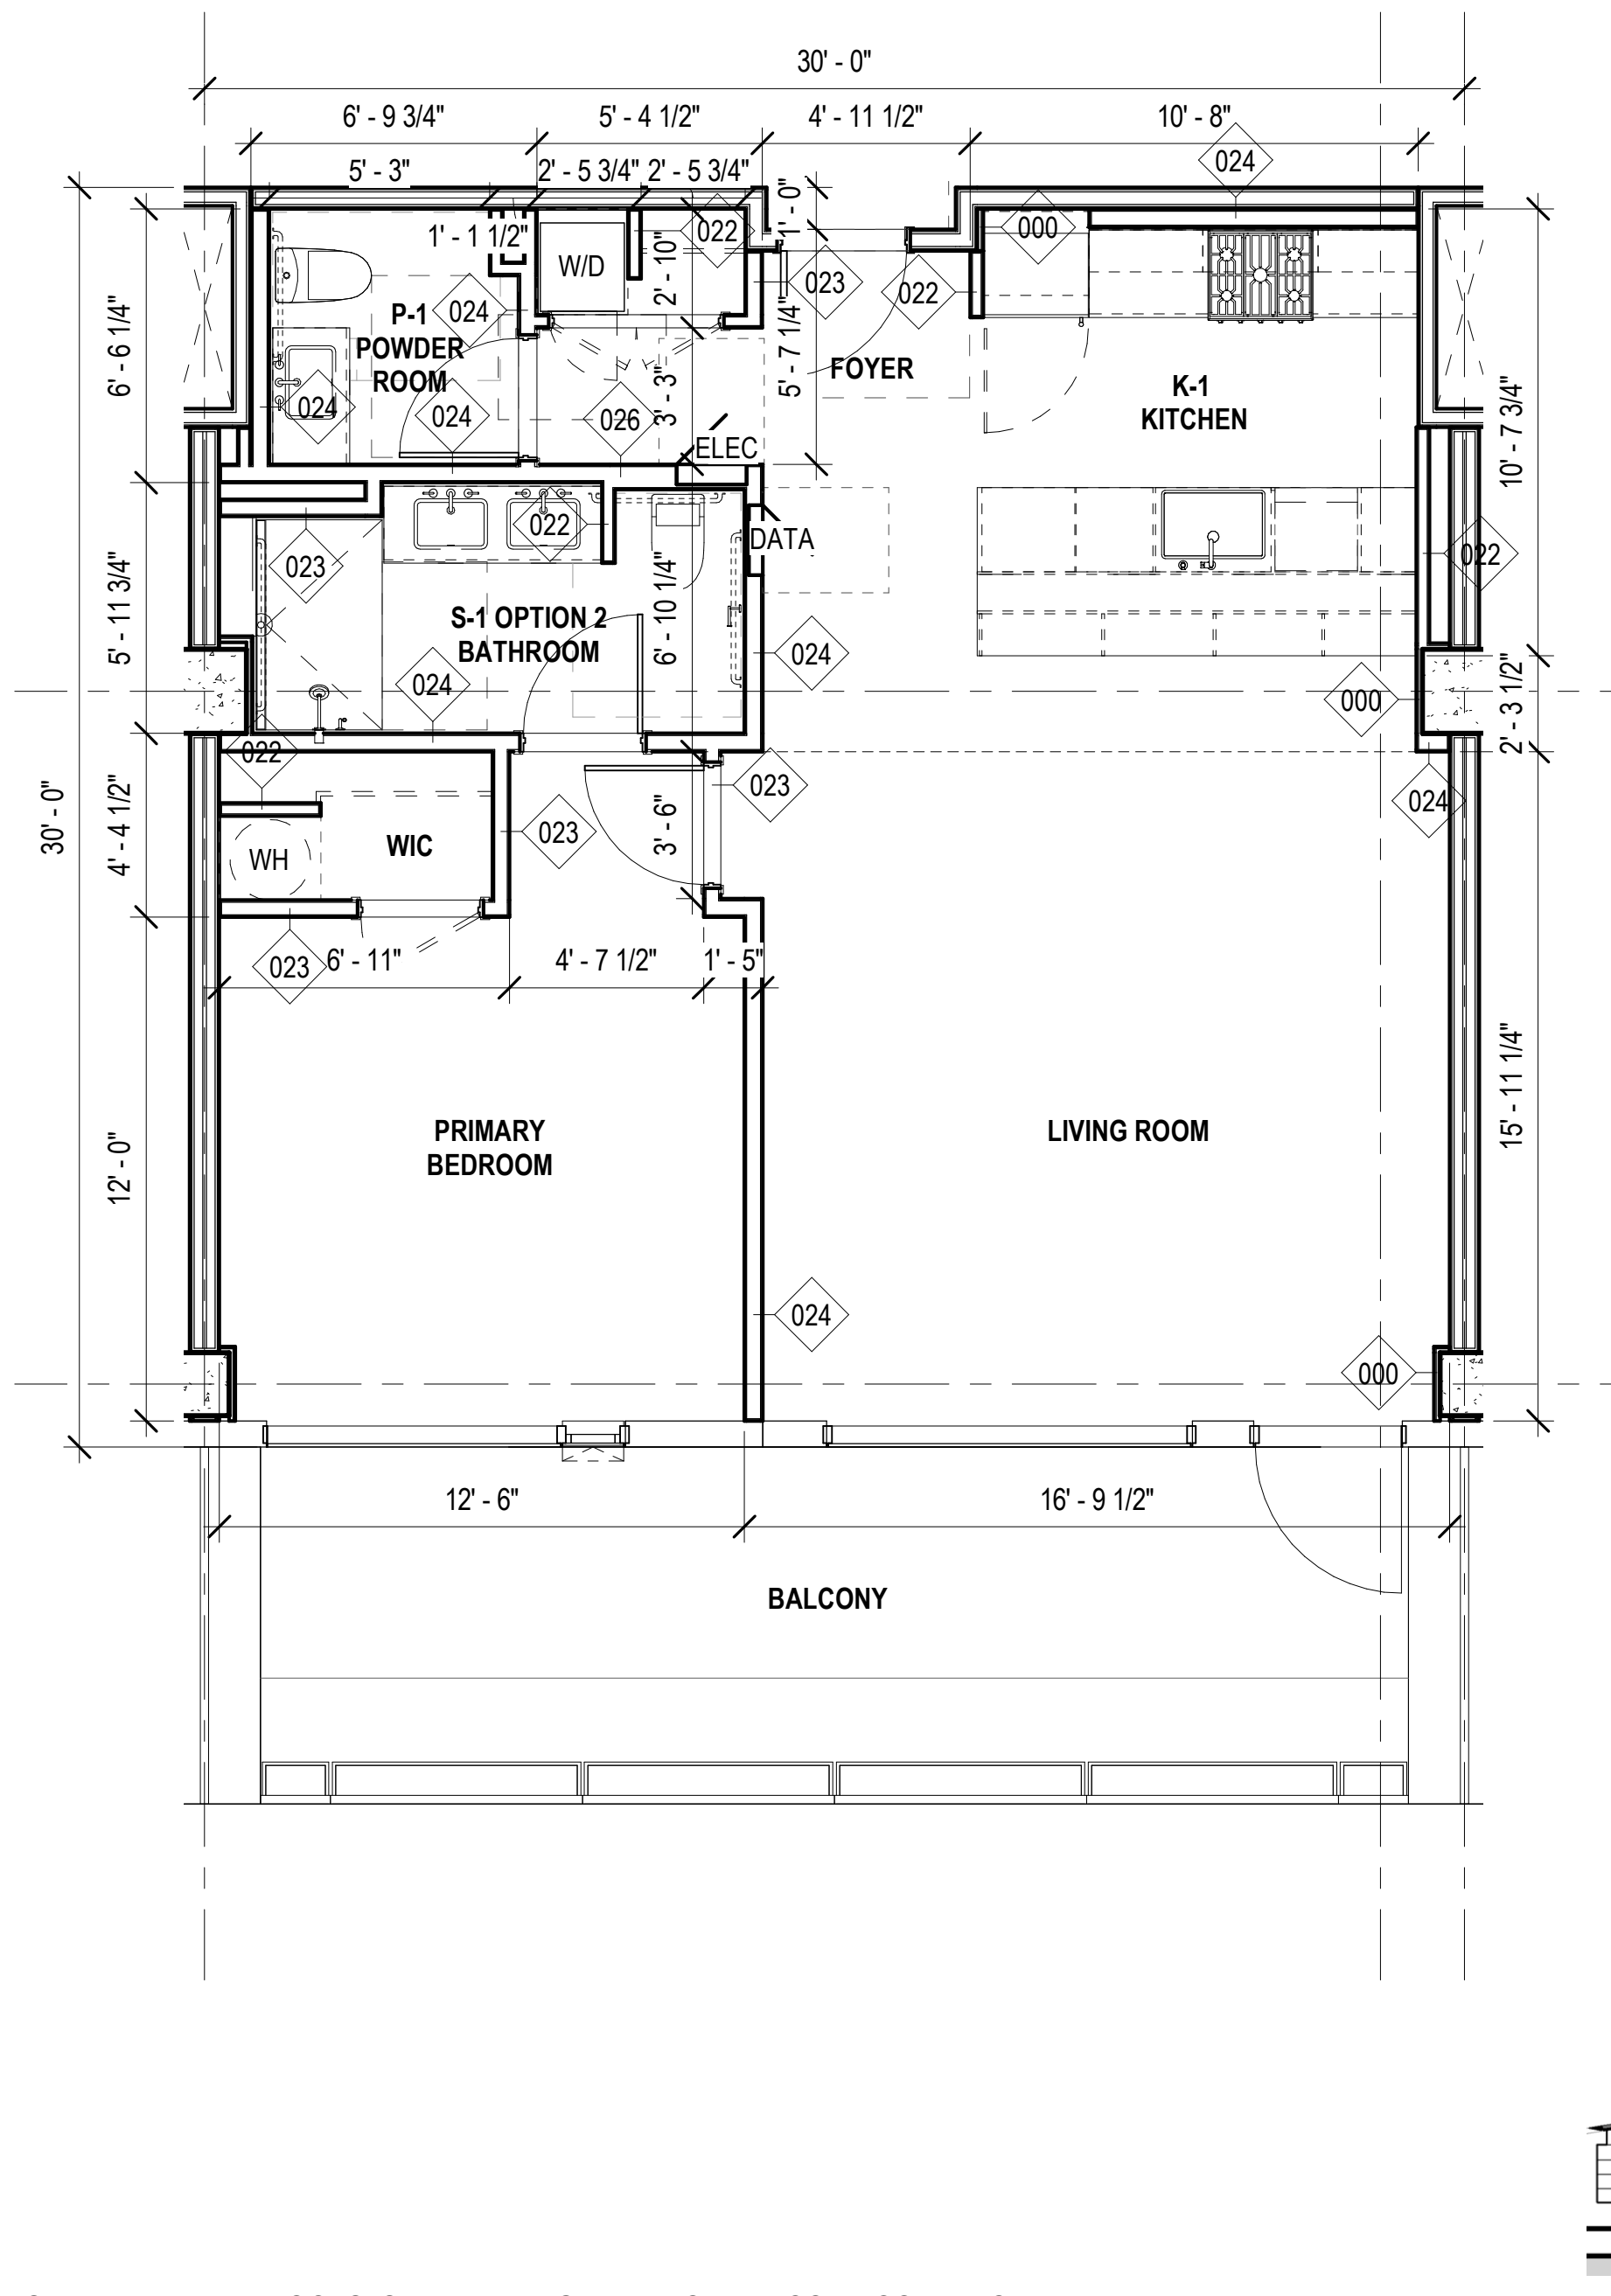 30' - 0"
6' - 9 3/4"
5' - 4 1/2"
4' - 11 1/2"
10' - 8"
024
5' - 3"
2' - 5 3/4"
2' - 5 3/4"
1' - 0"
1' - 1 1/2"
022
000
W/D
2' - 10"
023
022
P-1
POWDER
ROOM
024
5' - 7 1/4"
6' - 6 1/4"
FOYER
K-1
KITCHEN
3' - 3"
10' - 7 3/4"
024
024
026
ELEC
022
DATA
022
023
5' - 11 3/4"
6' - 10 1/4"
S-1 OPTION 2
BATHROOM
024
024
000
2' - 3 1/2"
022
023
024
30' - 0"
4' - 4 1/2"
WH
WIC
023
3' - 6"
023
6' - 11"
4' - 7 1/2"
1' - 5"
15' - 11 1/4"
12' - 0"
PRIMARY
BEDROOM
LIVING ROOM
024
000
12' - 6"
16' - 9 1/2"
BALCONY